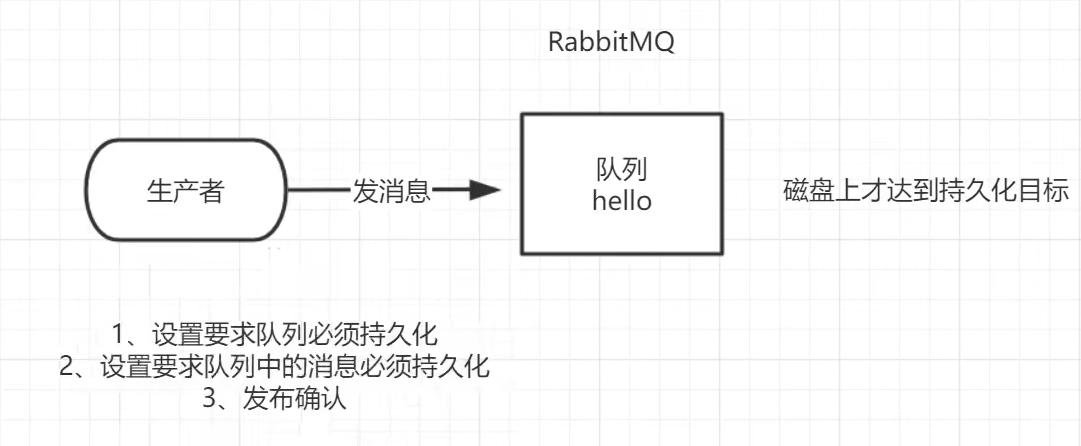 RabbitMQ
生产者
发消息
队列
hello
磁盘上才达到持久化目标
1、设置要求队列必须持久化
2、设置要求队列中的消息必须持久化
3、发布确认